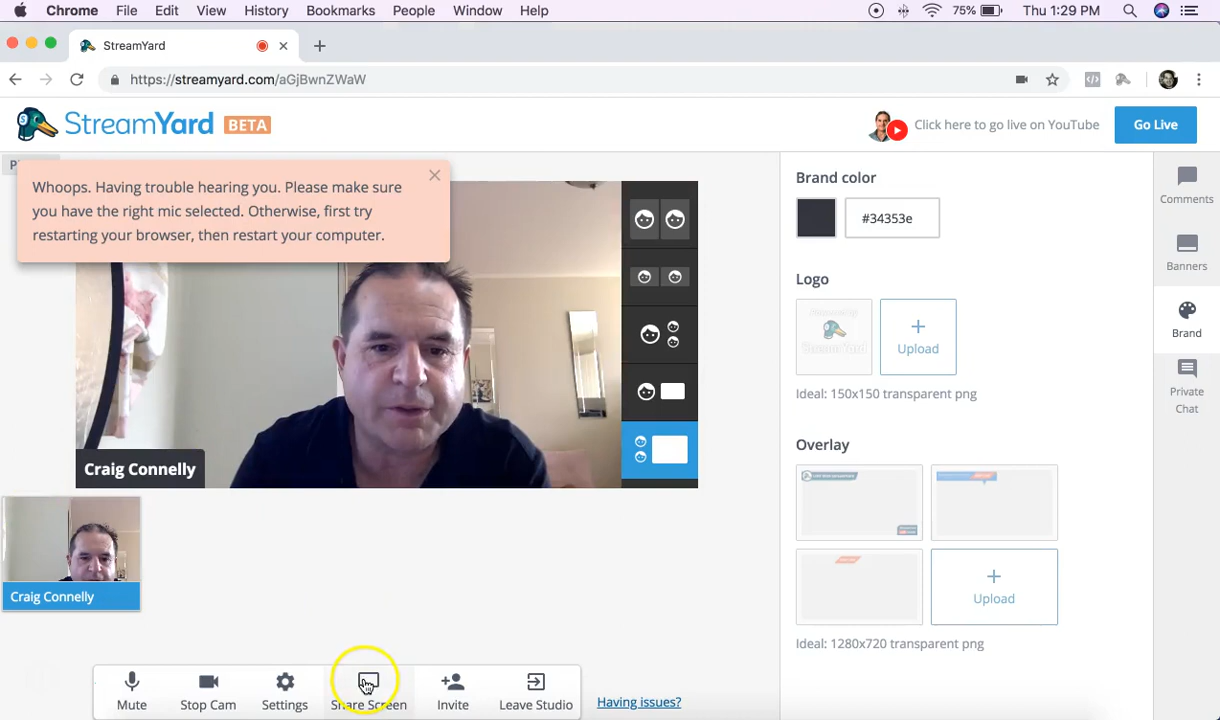 Chrome File Edit View History Bookmarks People Window Help 75% Thu 1:29 PM
StreamYard
https://streamyard.com/aGjBwnZWaW
StreamYard BETA
Click here to go live on YouTube
Go Live
Whoops. Having trouble hearing you. Please make sure
you have the right mic selected. Otherwise, first try
restarting your browser, then restart your computer.
Craig Connelly
Craig Connelly
Mute
Stop Cam
Settings
Share Screen
Invite
Leave Studio
Having issues?
Brand color
#34353e
Logo
StreamYard
Upload
Ideal: 150x150 transparent png
Overlay
Upload
Ideal: 1280x720 transparent png
Comments
Banners
Brand
Private
Chat